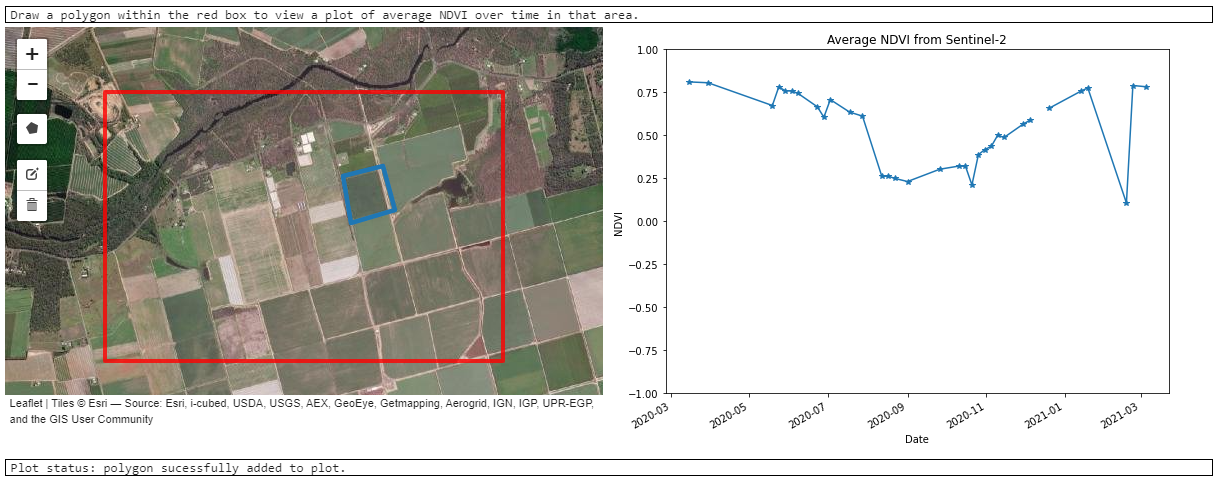 Draw a polygon within the red box to view a plot of average NDVI over time in that area.
+
−
Leaflet | Tiles © Esri — Source: Esri, i-cubed, USDA, USGS, AEX, GeoEye, Getmapping, Aerogrid, IGN, IGP, UPR-EGP,
and the GIS User Community
Average NDVI from Sentinel-2
1.00
0.75
0.50
0.25
0.00
−0.25
−0.50
−0.75
−1.00
NDVI
2020-03
2020-05
2020-07
2020-09
2020-11
2021-01
2021-03
Date
Plot status: polygon sucessfully added to plot.